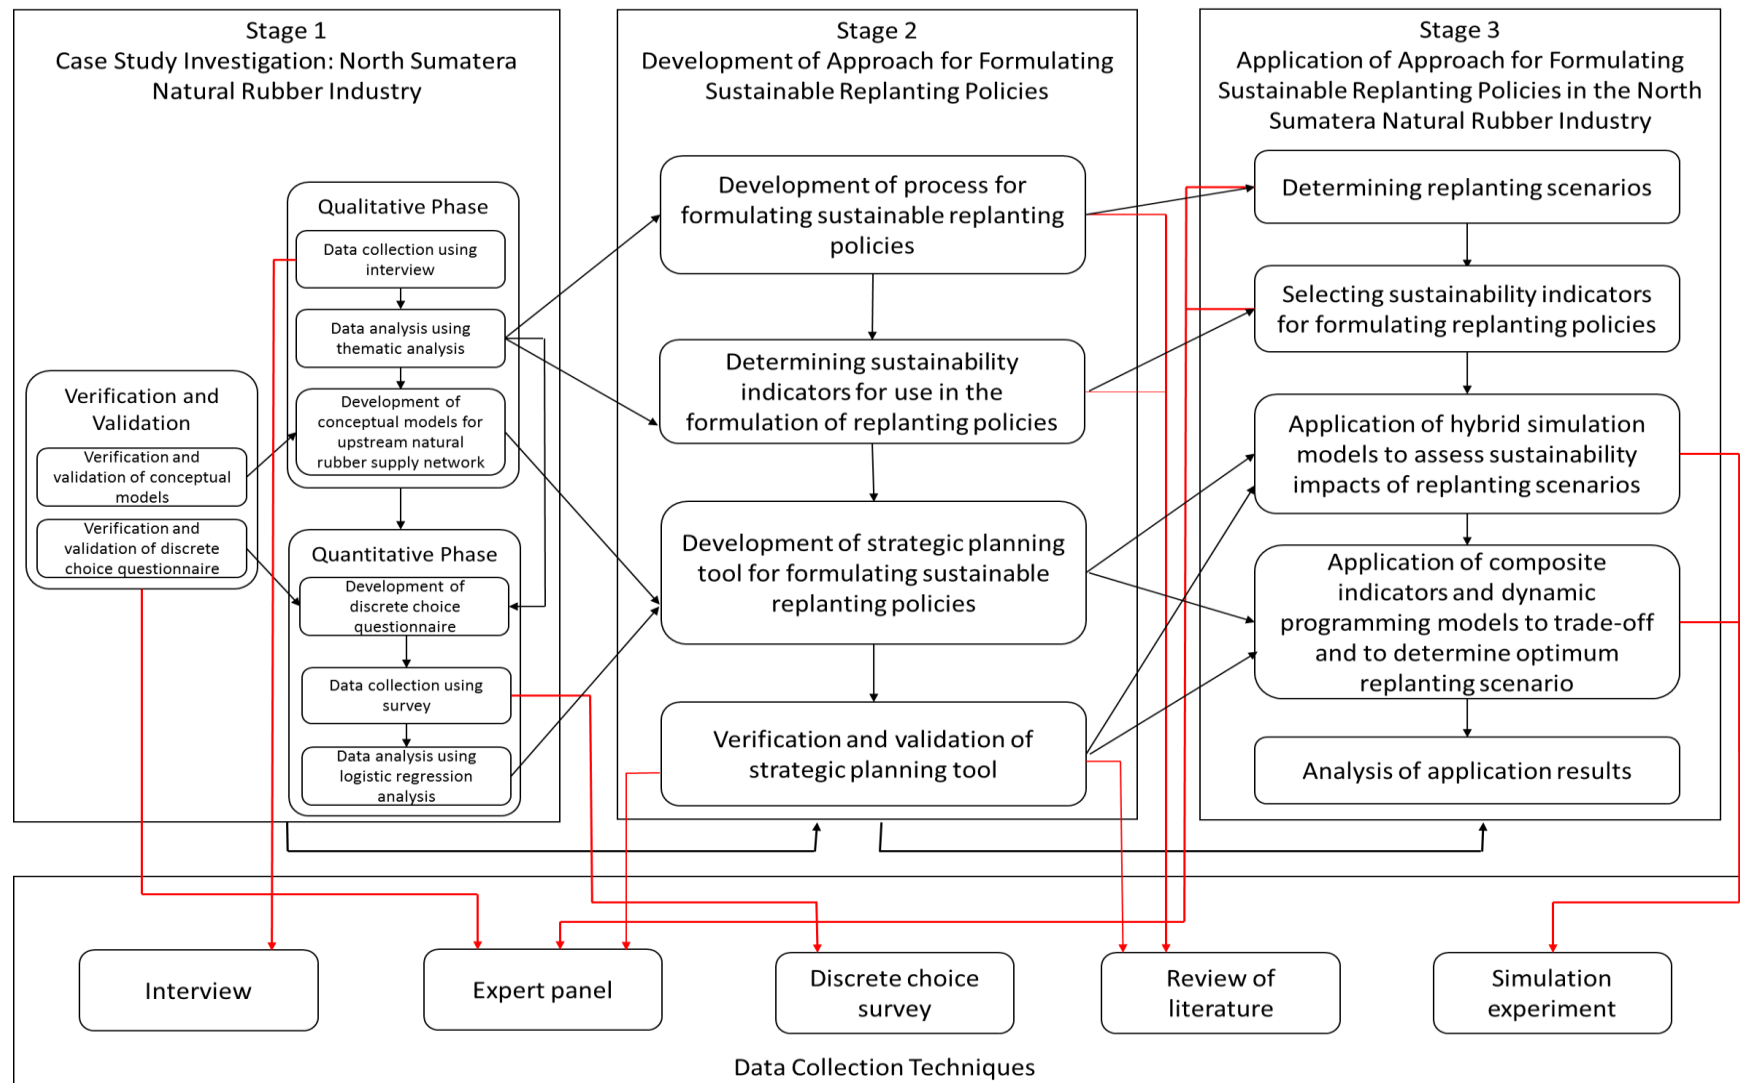 Stage 1
Case Study Investigation: North Sumatera
Natural Rubber Industry
Qualitative Phase
Data collection using
interview
Data analysis using
thematic analysis
Development of
conceptual models for
upstream natural
rubber supply network
Verification and
Validation
Verification and
validation of conceptual
models
Verification and
validation of discrete
choice questionnaire
Quantitative Phase
Development of
discrete choice
questionnaire
Data collection using
survey
Data analysis using
logistic regression
analysis
Stage 2
Development of Approach for Formulating
Sustainable Replanting Policies
Development of process for
formulating sustainable replanting
policies
Determining sustainability
indicators for use in the
formulation of replanting policies
Development of strategic planning
tool for formulating sustainable
replanting policies
Verification and validation of
strategic planning tool
Stage 3
Application of Approach for Formulating
Sustainable Replanting Policies in the North
Sumatera Natural Rubber Industry
Determining replanting scenarios
Selecting sustainability indicators
for formulating replanting policies
Application of hybrid simulation
models to assess sustainability
impacts of replanting scenarios
Application of composite
indicators and dynamic
programming models to trade-off
and to determine optimum
replanting scenario
Analysis of application results
Interview
Expert panel
Discrete choice
survey
Review of
literature
Simulation
experiment
Data Collection Techniques